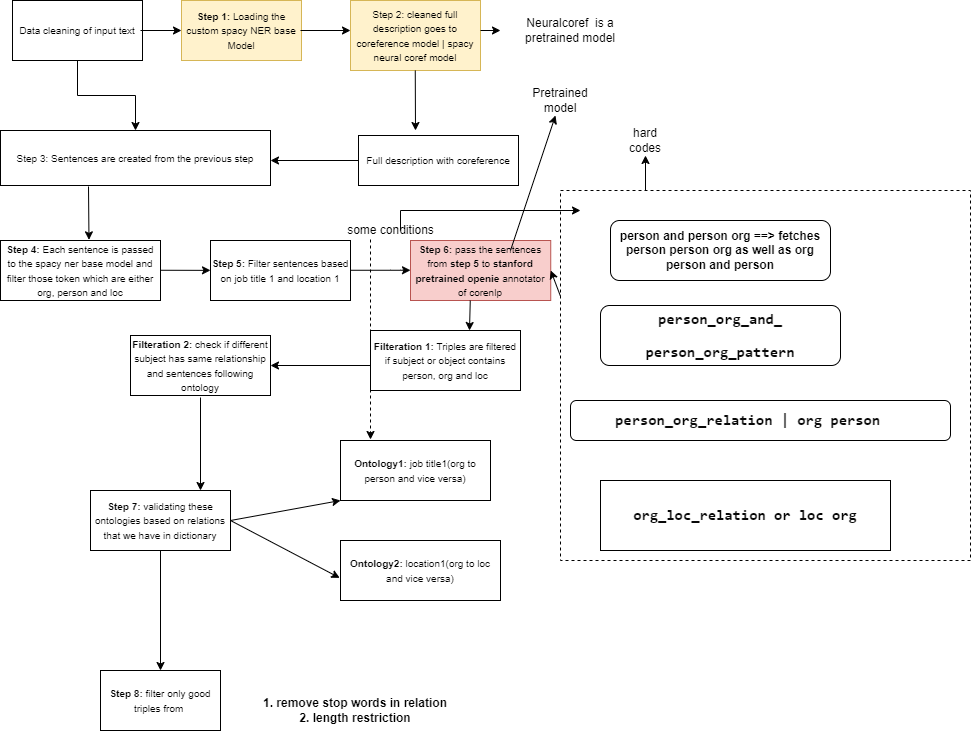 Data cleaning of input text
Step 1: Loading the
custom spacy NER base
Model
Step 2: cleaned full
description goes to
coreference model | spacy
neural coref model
Neuralcoref is a
pretrained model
Pretrained
model
hard
codes
Step 3: Sentences are created from the previous step
Full description with coreference
some conditions
Step 4: Each sentence is passed
to the spacy ner base model and
filter those token which are either
org, person and loc
Step 5: Filter sentences based
on job title 1 and location 1
Step 6: pass the sentences
from step 5 to stanford
pretrained openie annotator
of corenlp
person and person org ==> fetches
person person org as well as org
person and person
person_org_and_
person_org_pattern
Filteration 2: check if different
subject has same relationship
and sentences following
ontology
Filteration 1: Triples are filtered
if subject or object contains
person, org and loc
person_org_relation | org person
Ontology1: job title1(org to
person and vice versa)
Step 7: validating these
ontologies based on relations
that we have in dictionary
org_loc_relation or loc org
Ontology2: location1(org to loc
and vice versa)
Step 8: filter only good
triples from
1. remove stop words in relation
2. length restriction